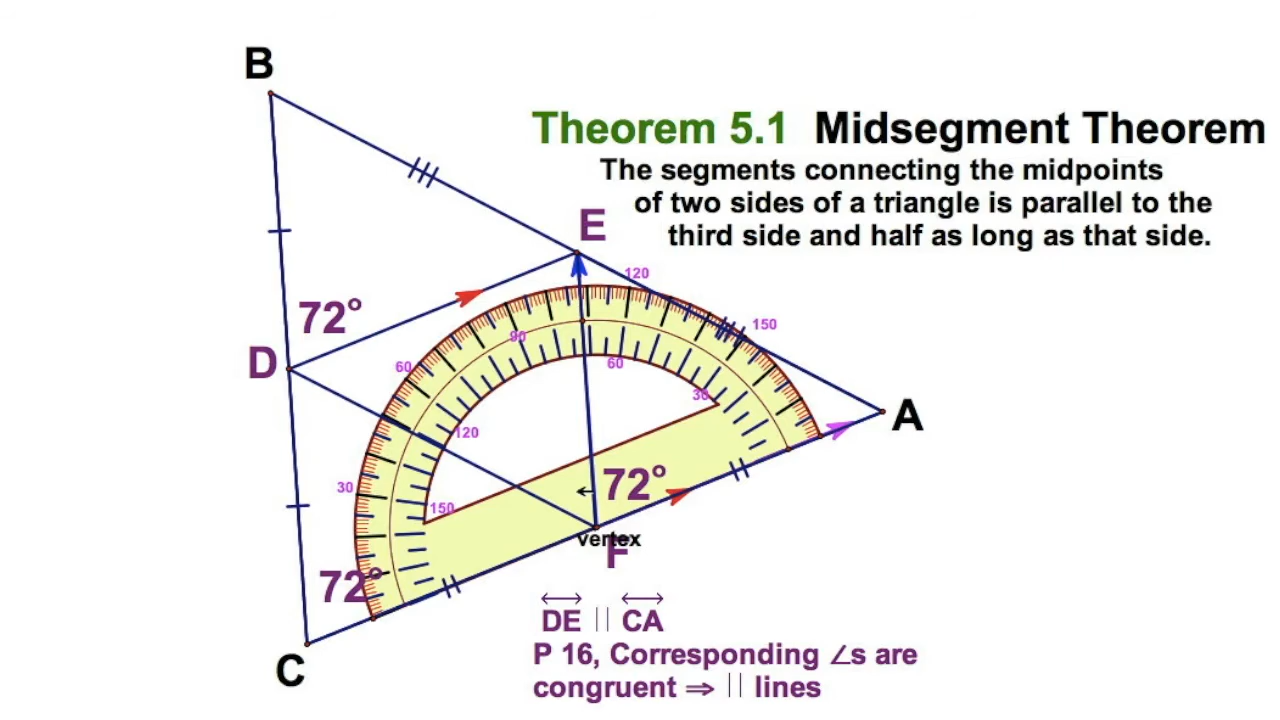 B
Theorem 5.1 Midsegment Theorem
The segments connecting the midpoints
of two sides of a triangle is parallel to the
third side and half as long as that side.
E
120
72°
150
90
D
60
60
30
A
120
30
72°
150
vertex
F
72°
DE || CA
C
P 16, Corresponding ∠s are
congruent ⇒ || lines